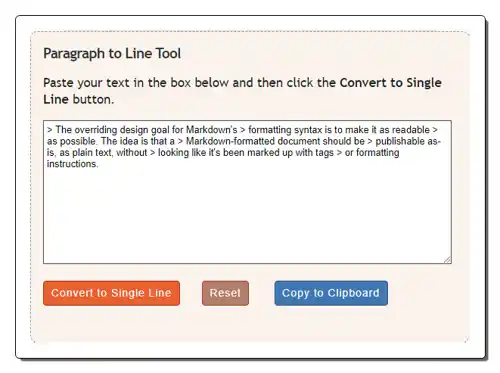 Paragraph to Line Tool
Paste your text in the box below and then click the Convert to Single
Line button.
> The overriding design goal for Markdown's > formatting syntax is to make it as readable >
as possible. The idea is that a > Markdown-formatted document should be > publishable as-
is, as plain text, without > looking like it's been marked up with tags > or formatting
instructions.
Convert to Single Line
Reset
Copy to Clipboard